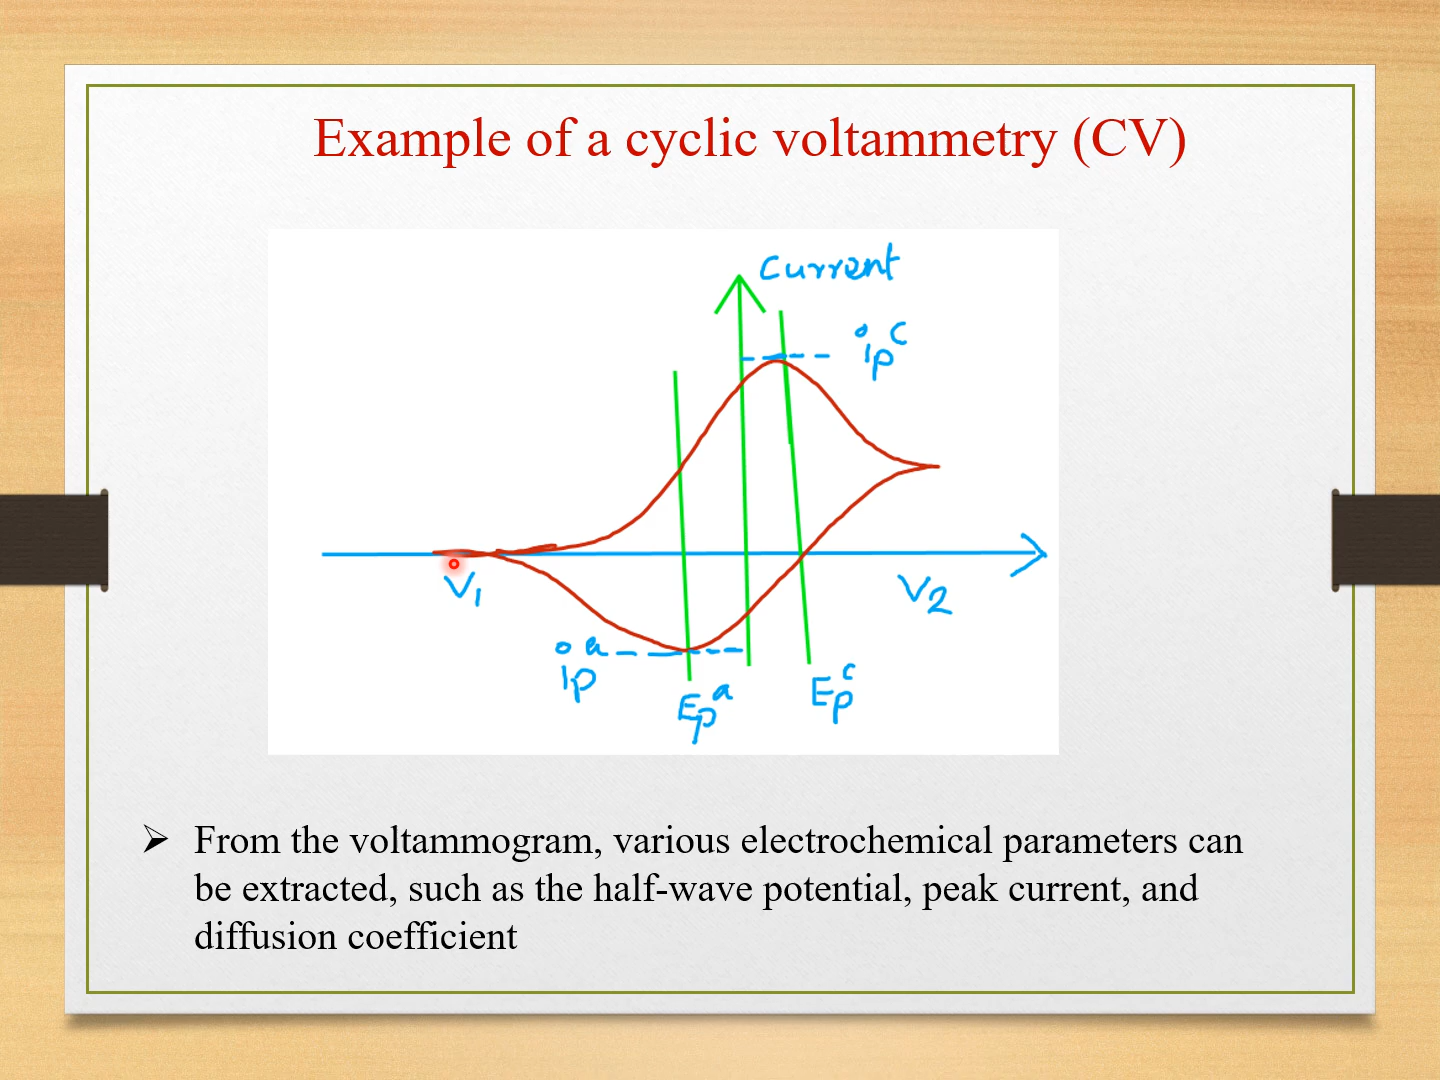 Example of a cyclic voltammetry (CV)
Current
ip^c
V1
V2
ip^a
Ep^a
Ep^c
➢ From the voltammogram, various electrochemical parameters can
be extracted, such as the half-wave potential, peak current, and
diffusion coefficient